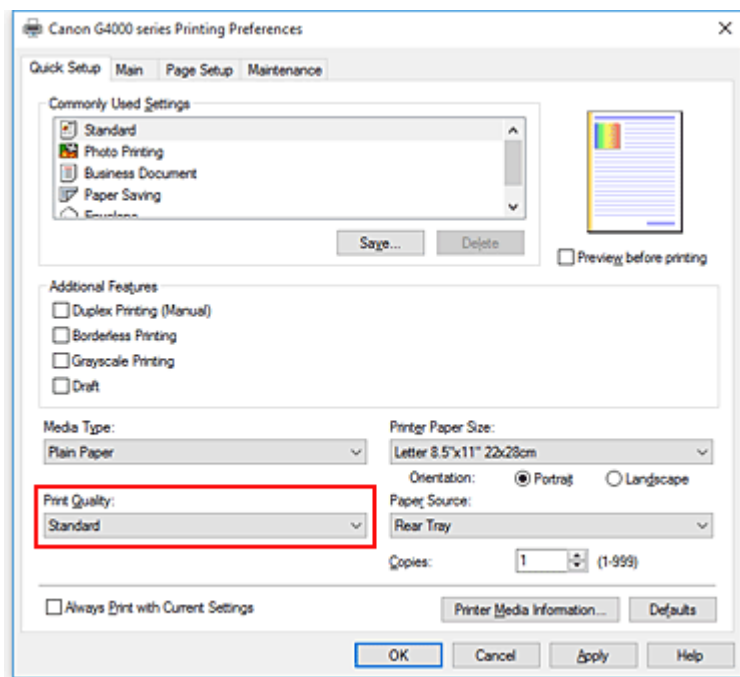 Canon G4000 series Printing Preferences
Quick Setup Main Page Setup Maintenance
Commonly Used Settings
Standard
Photo Printing
Business Document
Paper Saving
Envelope
Save... Delete
Preview before printing
Additional Features
Duplex Printing (Manual)
Borderless Printing
Grayscale Printing
Draft
Media Type: Printer Paper Size:
Plain Paper Letter 8.5"x11" 22x28cm
Orientation: Portrait Landscape
Print Quality: Paper Source:
Standard Rear Tray
Copies: 1 (1-999)
Always Print with Current Settings Printer Media Information... Defaults
OK Cancel Apply Help